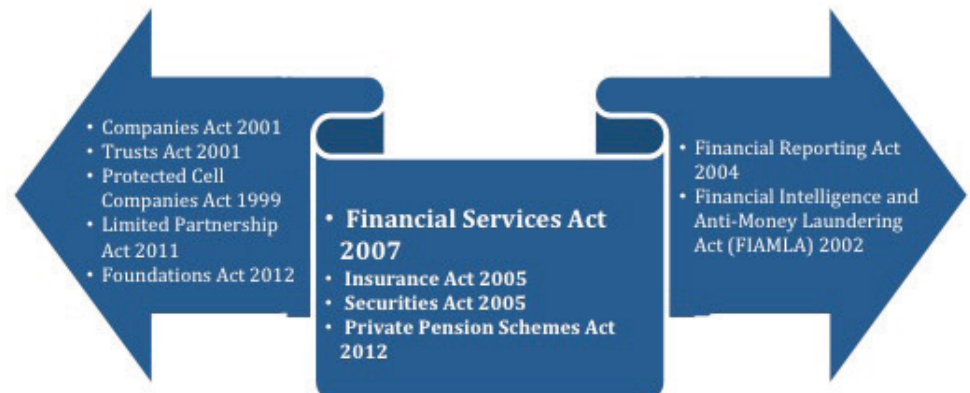 • Companies Act 2001
• Trusts Act 2001
• Protected Cell
Companies Act 1999
• Limited Partnership
Act 2011
• Foundations Act 2012
• Financial Services Act
2007
• Insurance Act 2005
• Securities Act 2005
• Private Pension Schemes Act
2012
• Financial Reporting Act
2004
• Financial Intelligence and
Anti-Money Laundering
Act (FIAMLA) 2002